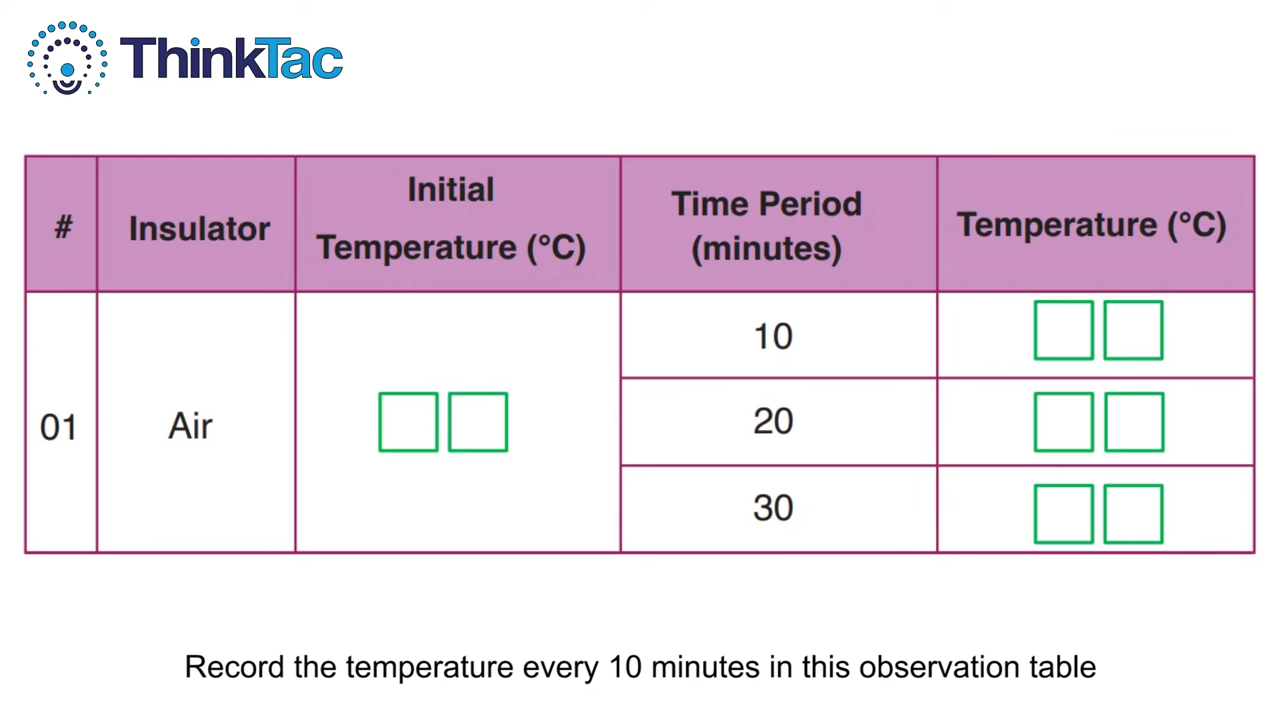 ThinkTac
#
Insulator
Initial
Temperature (°C)
Time Period
(minutes)
Temperature (°C)
01
Air
10
20
30
Record the temperature every 10 minutes in this observation table